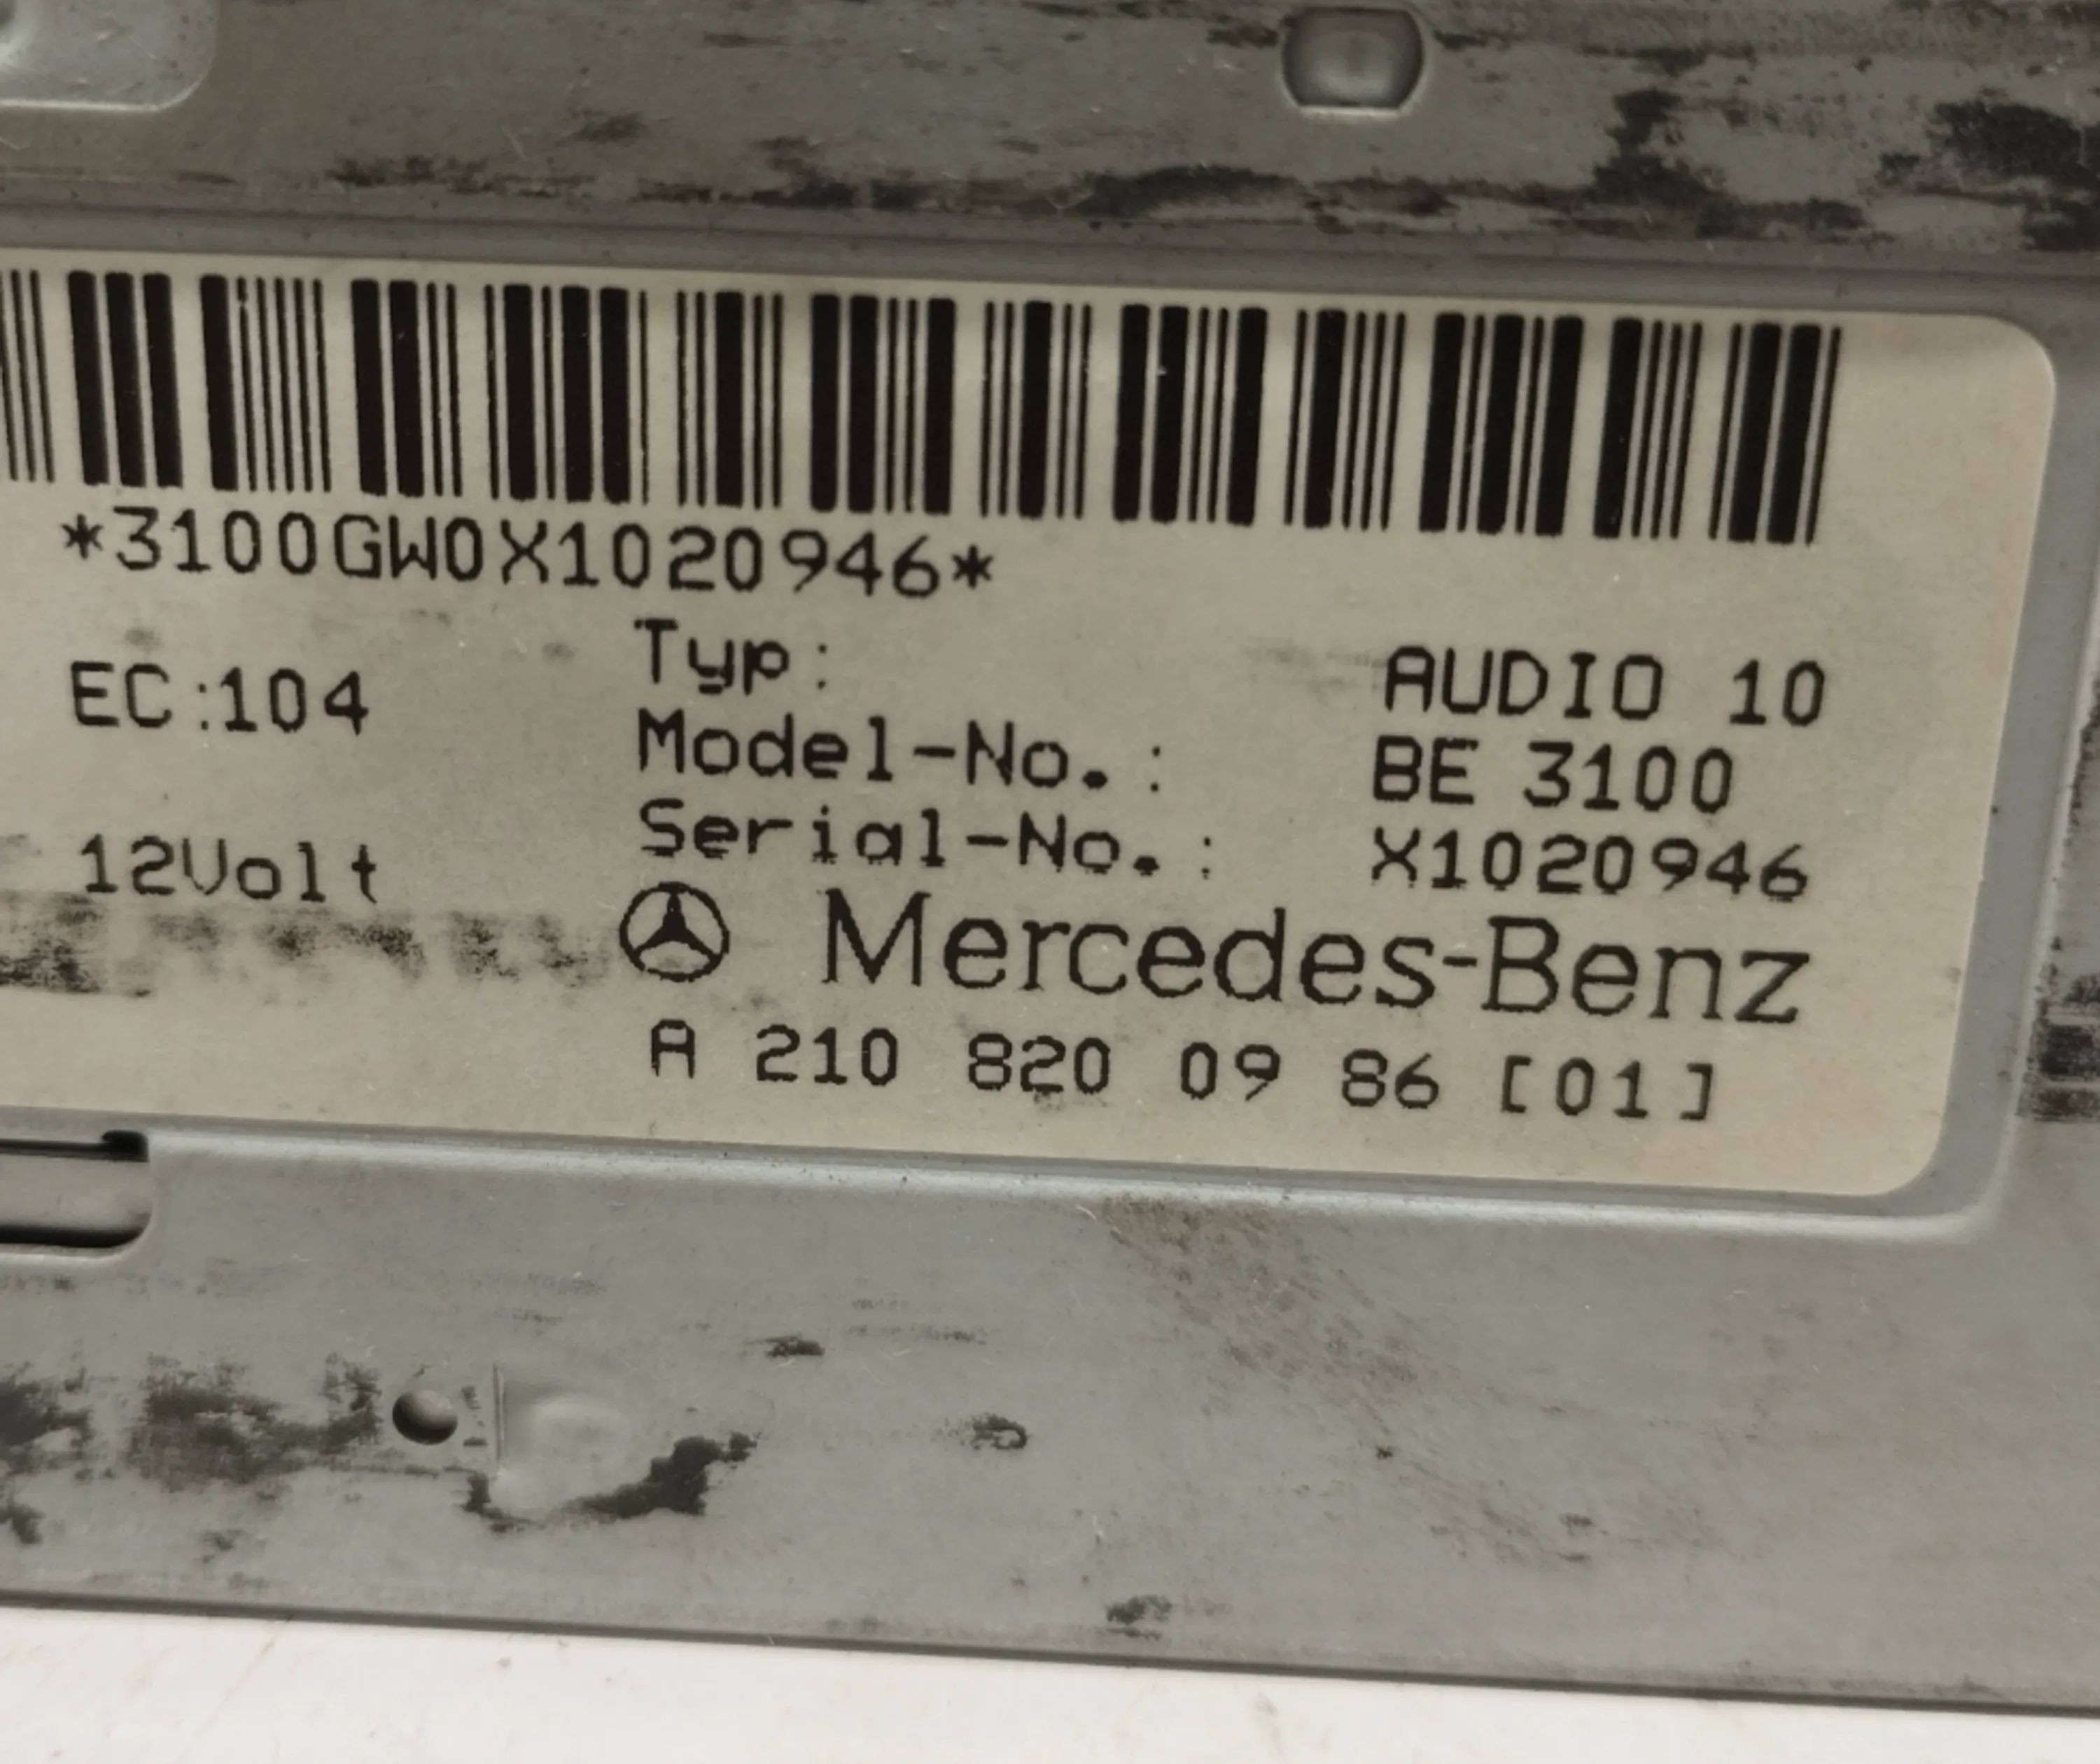 *3100GW0X1020946*
EC:104
Typ: AUDIO 10
Model-No.: BE 3100
Serial-No.: X1020946
12Volt
Mercedes-Benz
A 210 820 09 86 [01]